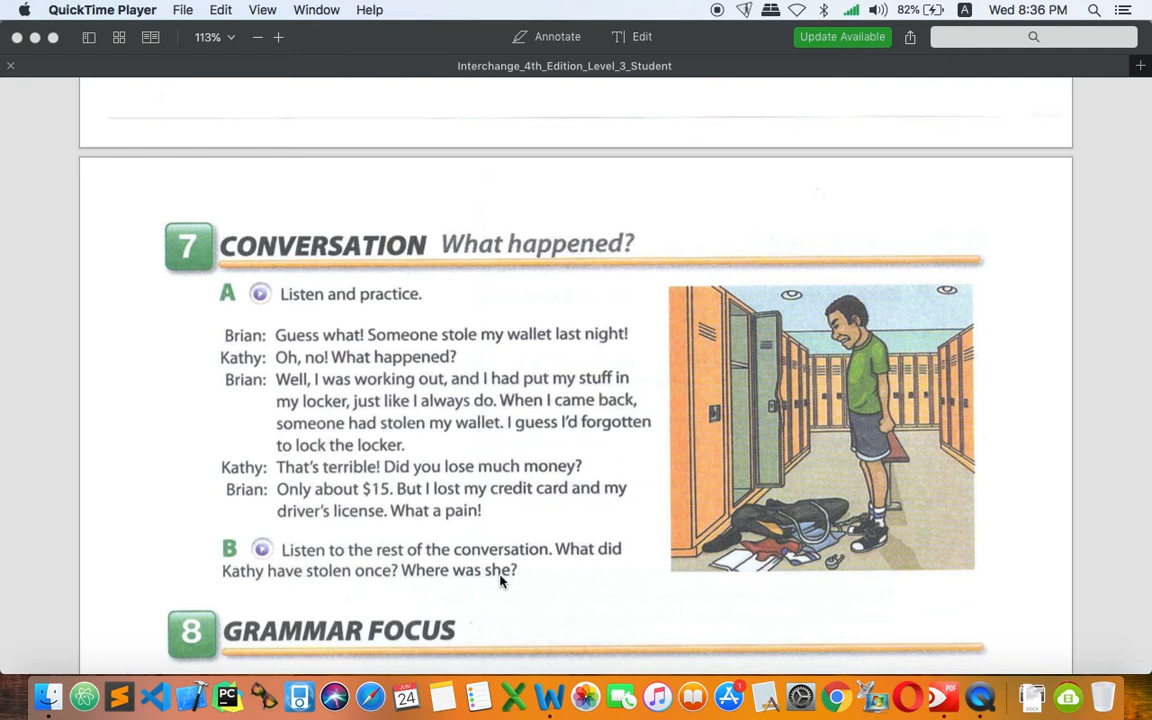 QuickTime Player File Edit View Window Help 82% A Wed 8:36 PM
113% Annotate Edit Update Available
Interchange_4th_Edition_Level_3_Student
7 CONVERSATION What happened?
A Listen and practice.
Brian: Guess what! Someone stole my wallet last night!
Kathy: Oh, no! What happened?
Brian: Well, I was working out, and I had put my stuff in
my locker, just like I always do. When I came back,
someone had stolen my wallet. I guess I'd forgotten
to lock the locker.
Kathy: That's terrible! Did you lose much money?
Brian: Only about $15. But I lost my credit card and my
driver's license. What a pain!
B Listen to the rest of the conversation. What did
Kathy have stolen once? Where was she?
8 GRAMMAR FOCUS
PC JUN 24 1 PDF DOCX